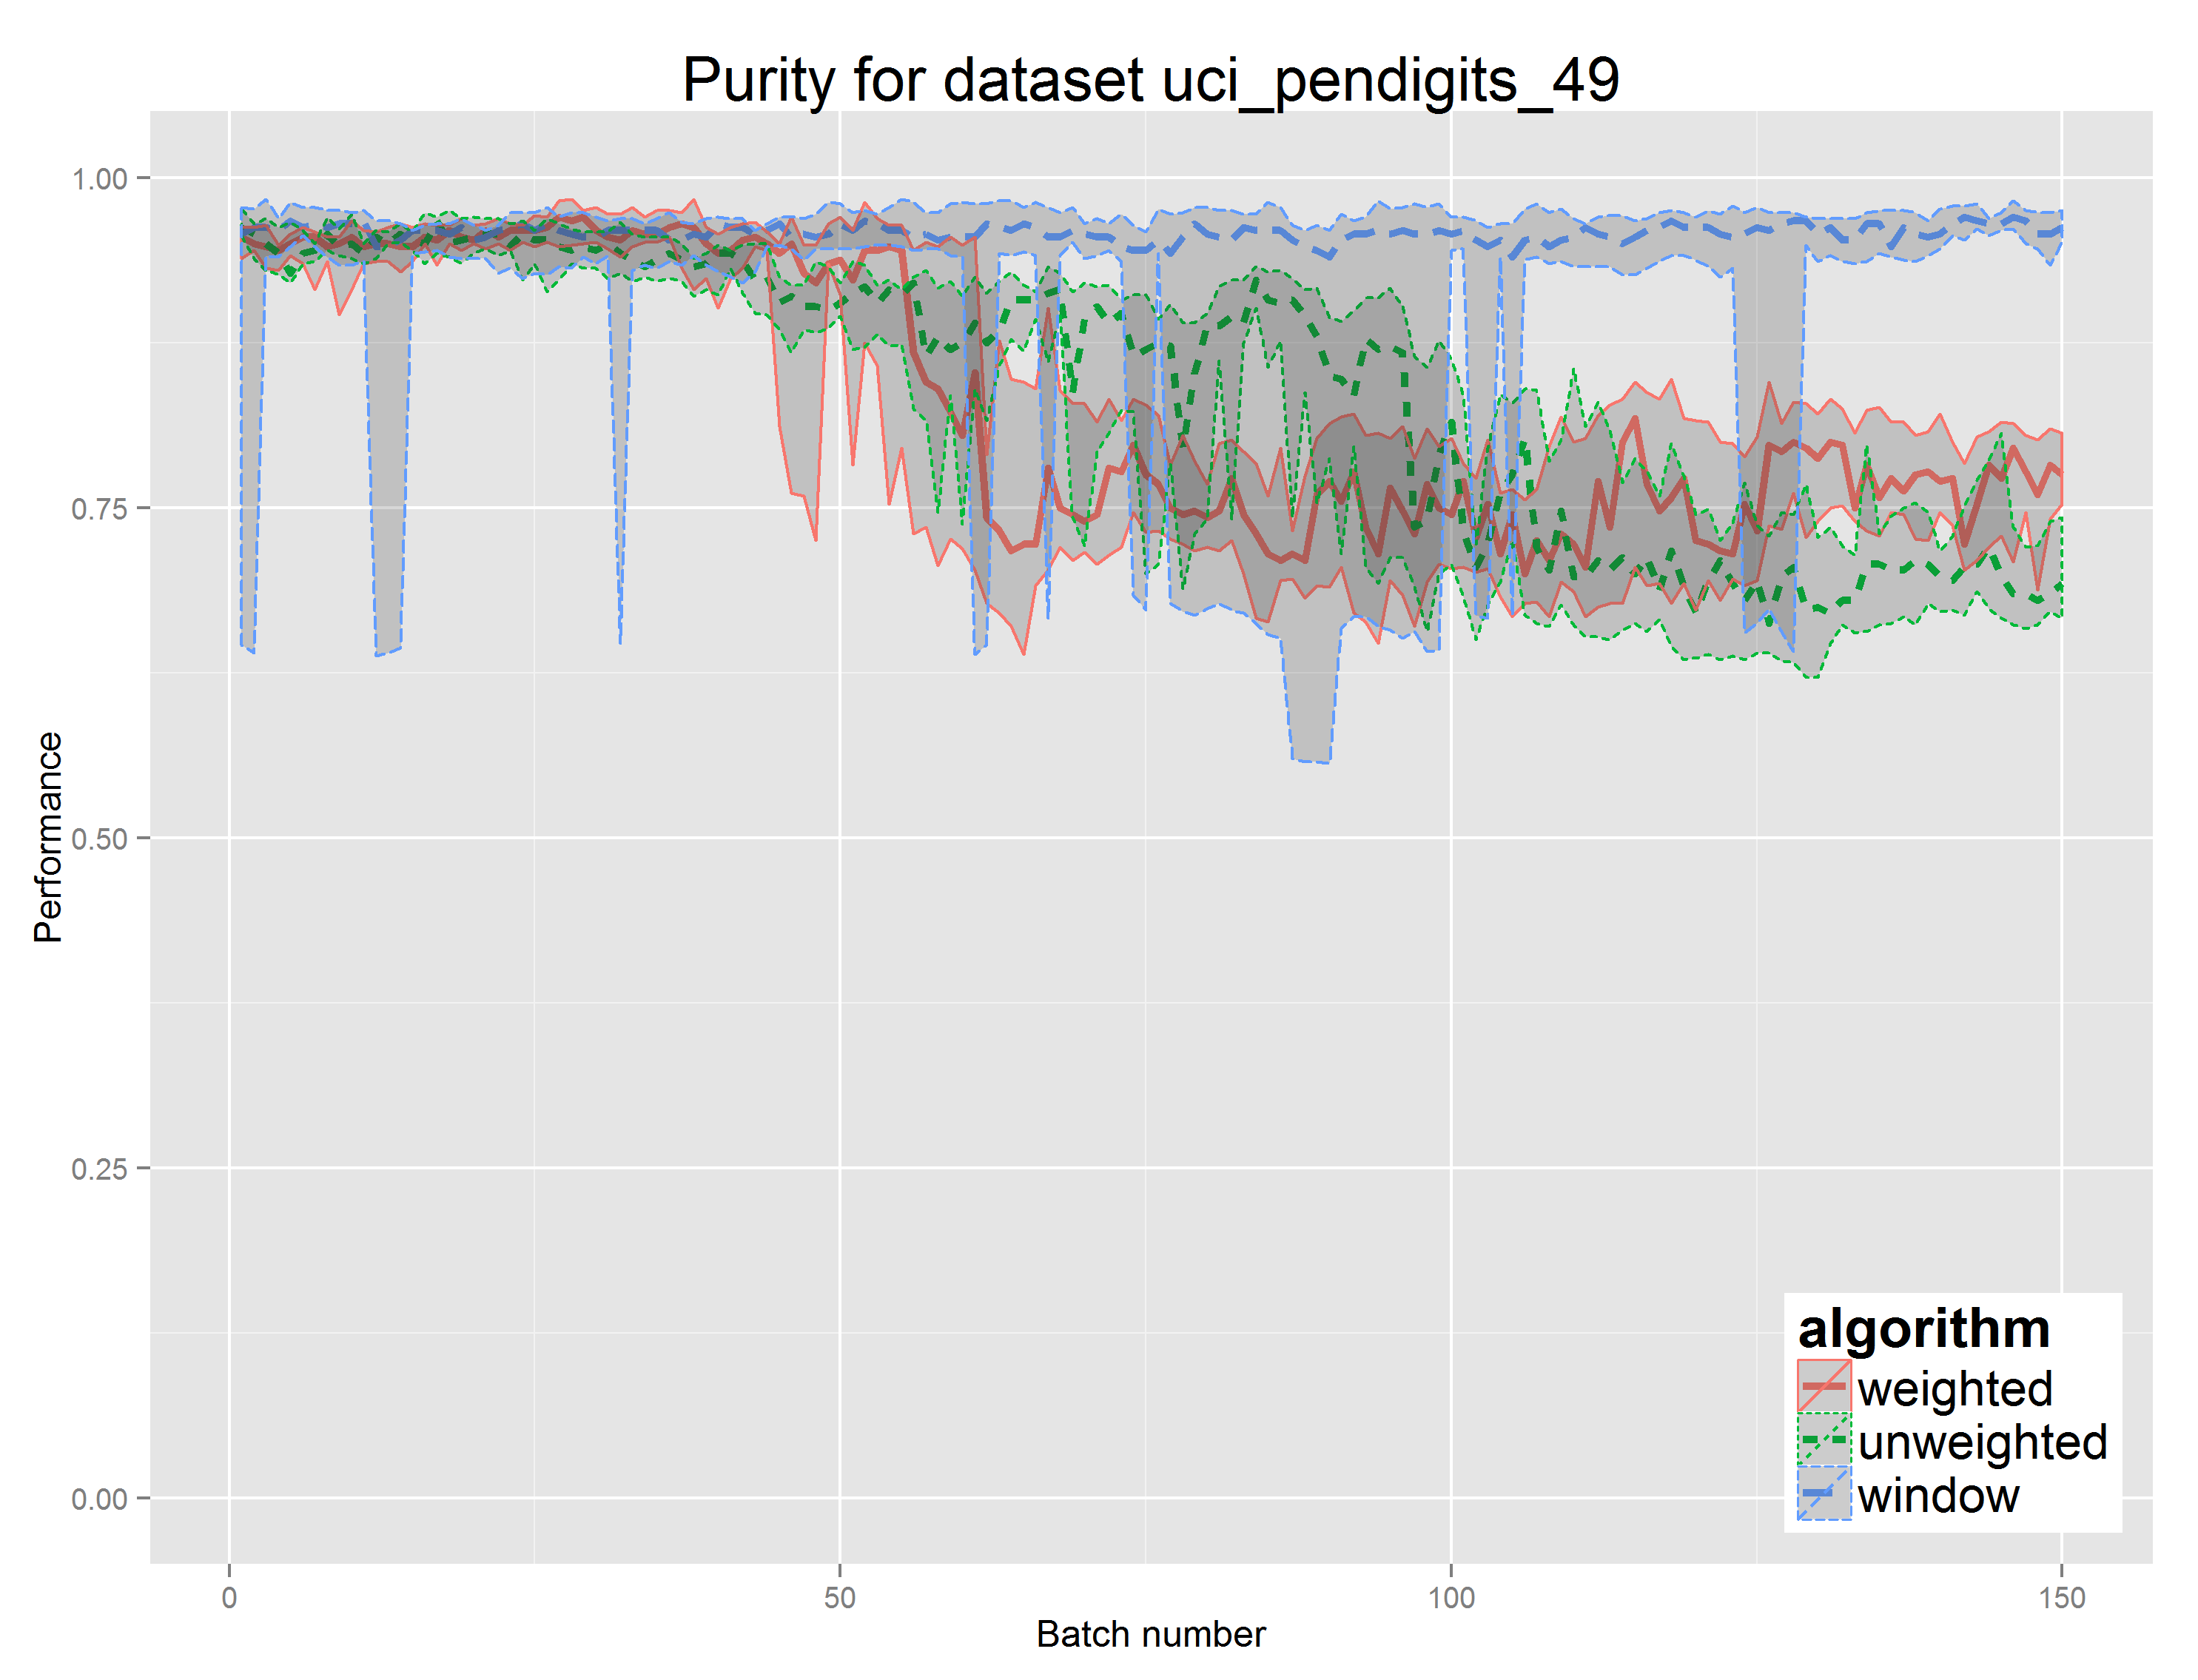 Purity for dataset uci_pendigits_49
1.00
0.75
0.50
0.25
0.00
Performance
0
50
100
150
Batch number
algorithm
weighted
unweighted
window